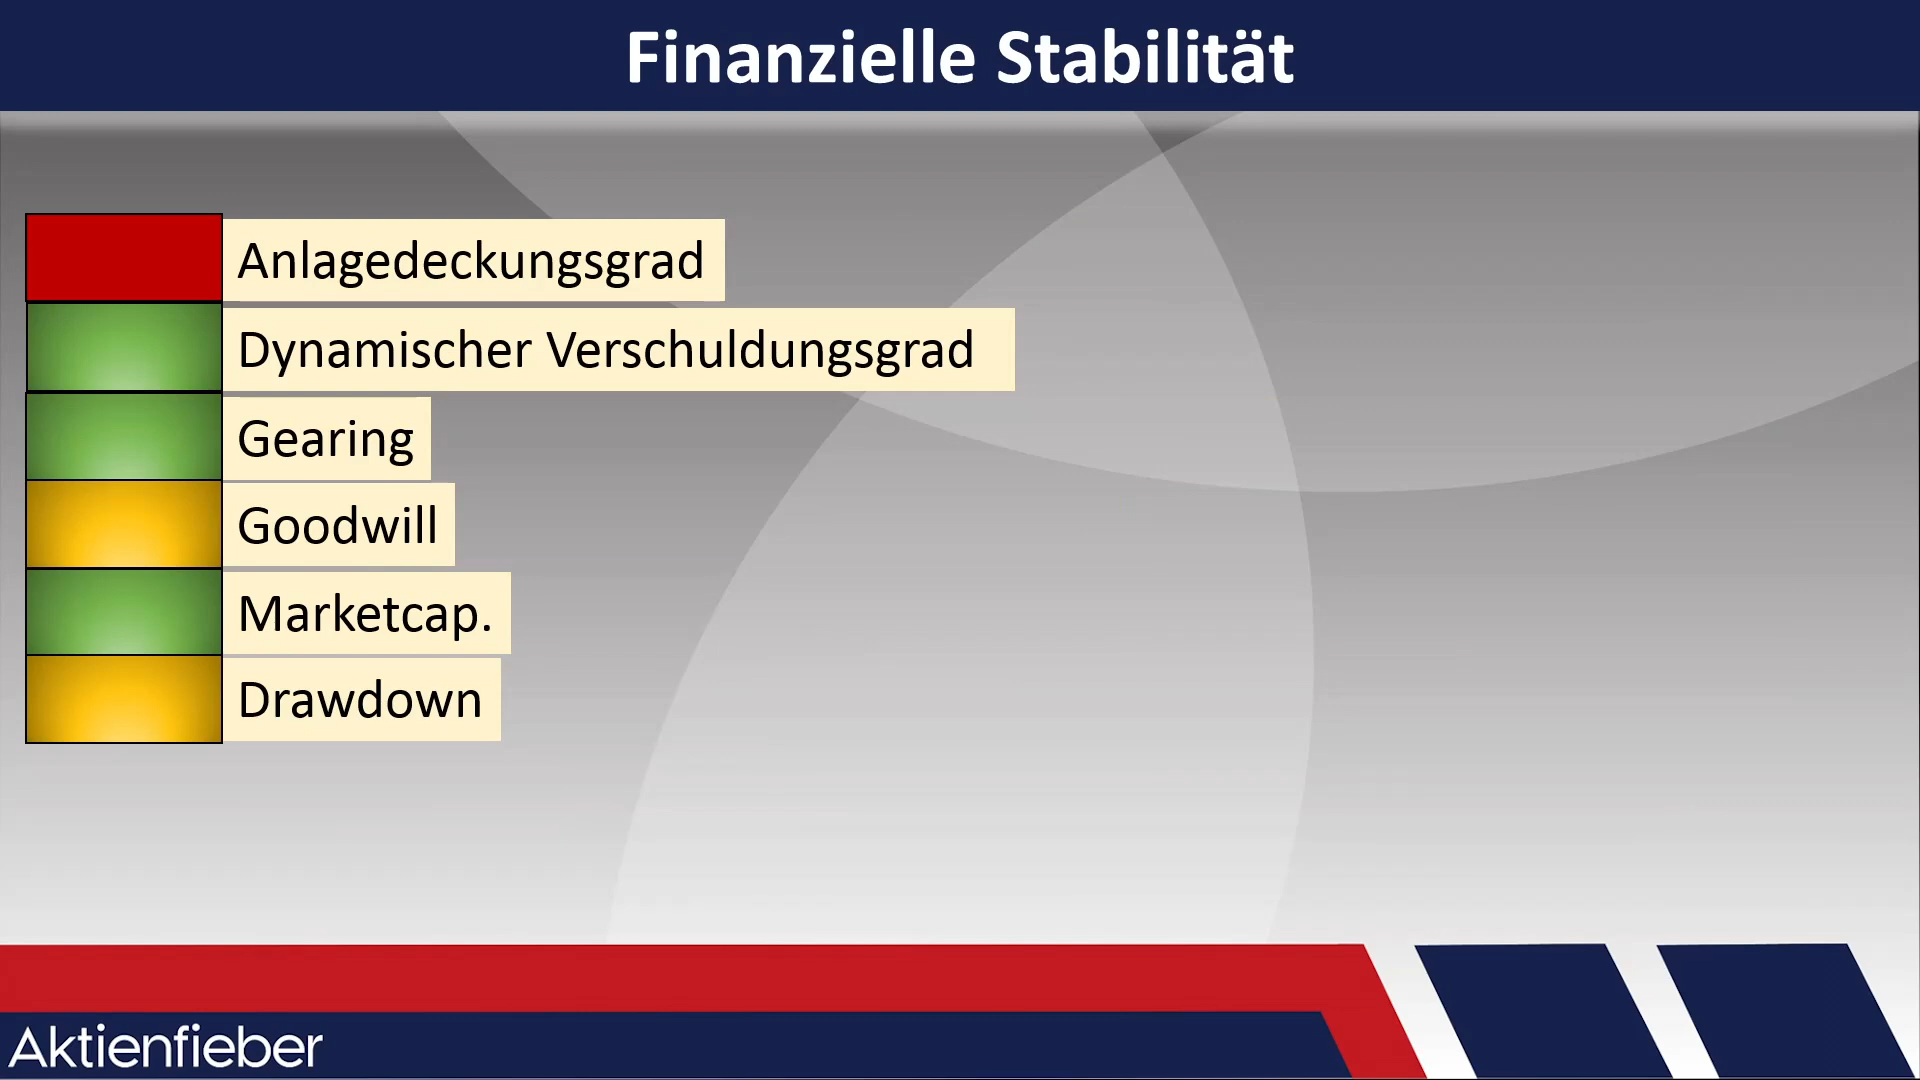 Finanzielle Stabilität
Anlagedeckungsgrad
Dynamischer Verschuldungsgrad
Gearing
Goodwill
Marketcap.
Drawdown
Aktienfieber